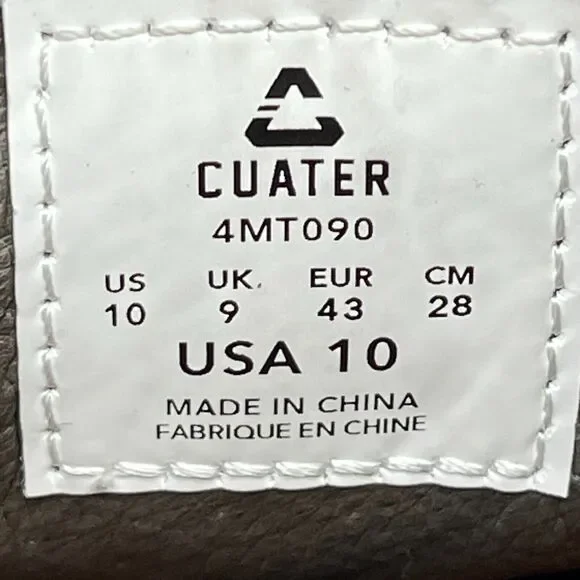 CUATER
4MT090
US UK. EUR CM
10 9 43 28
USA 10
MADE IN CHINA
FABRIQUE EN CHINE